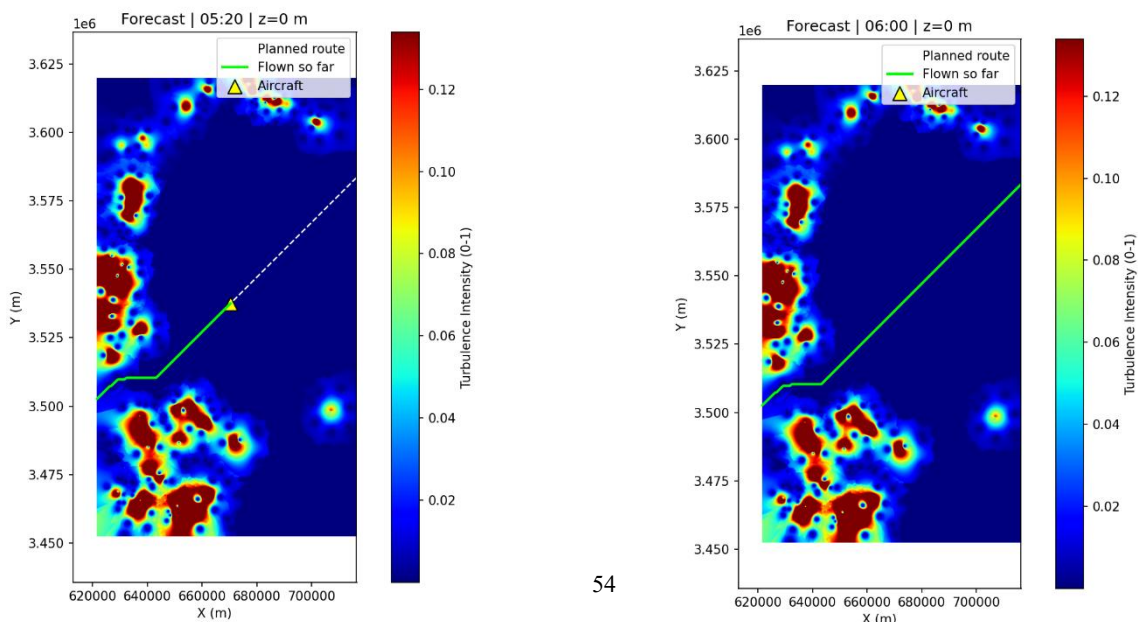 Forecast | 05:20 | z=0 m
1e6
Planned route
Flown so far
Aircraft
3.625
3.600
3.575
3.550
3.525
3.500
3.475
3.450
Y (m)
620000 640000 660000 680000 700000
X (m)
0.12
0.10
0.08
0.06
0.04
0.02
Turbulence Intensity (0-1)
54
Forecast | 06:00 | z=0 m
1e6
Planned route
Flown so far
Aircraft
3.625
3.600
3.575
3.550
3.525
3.500
3.475
3.450
Y (m)
620000 640000 660000 680000 700000
X (m)
0.12
0.10
0.08
0.06
0.04
0.02
Turbulence Intensity (0-1)